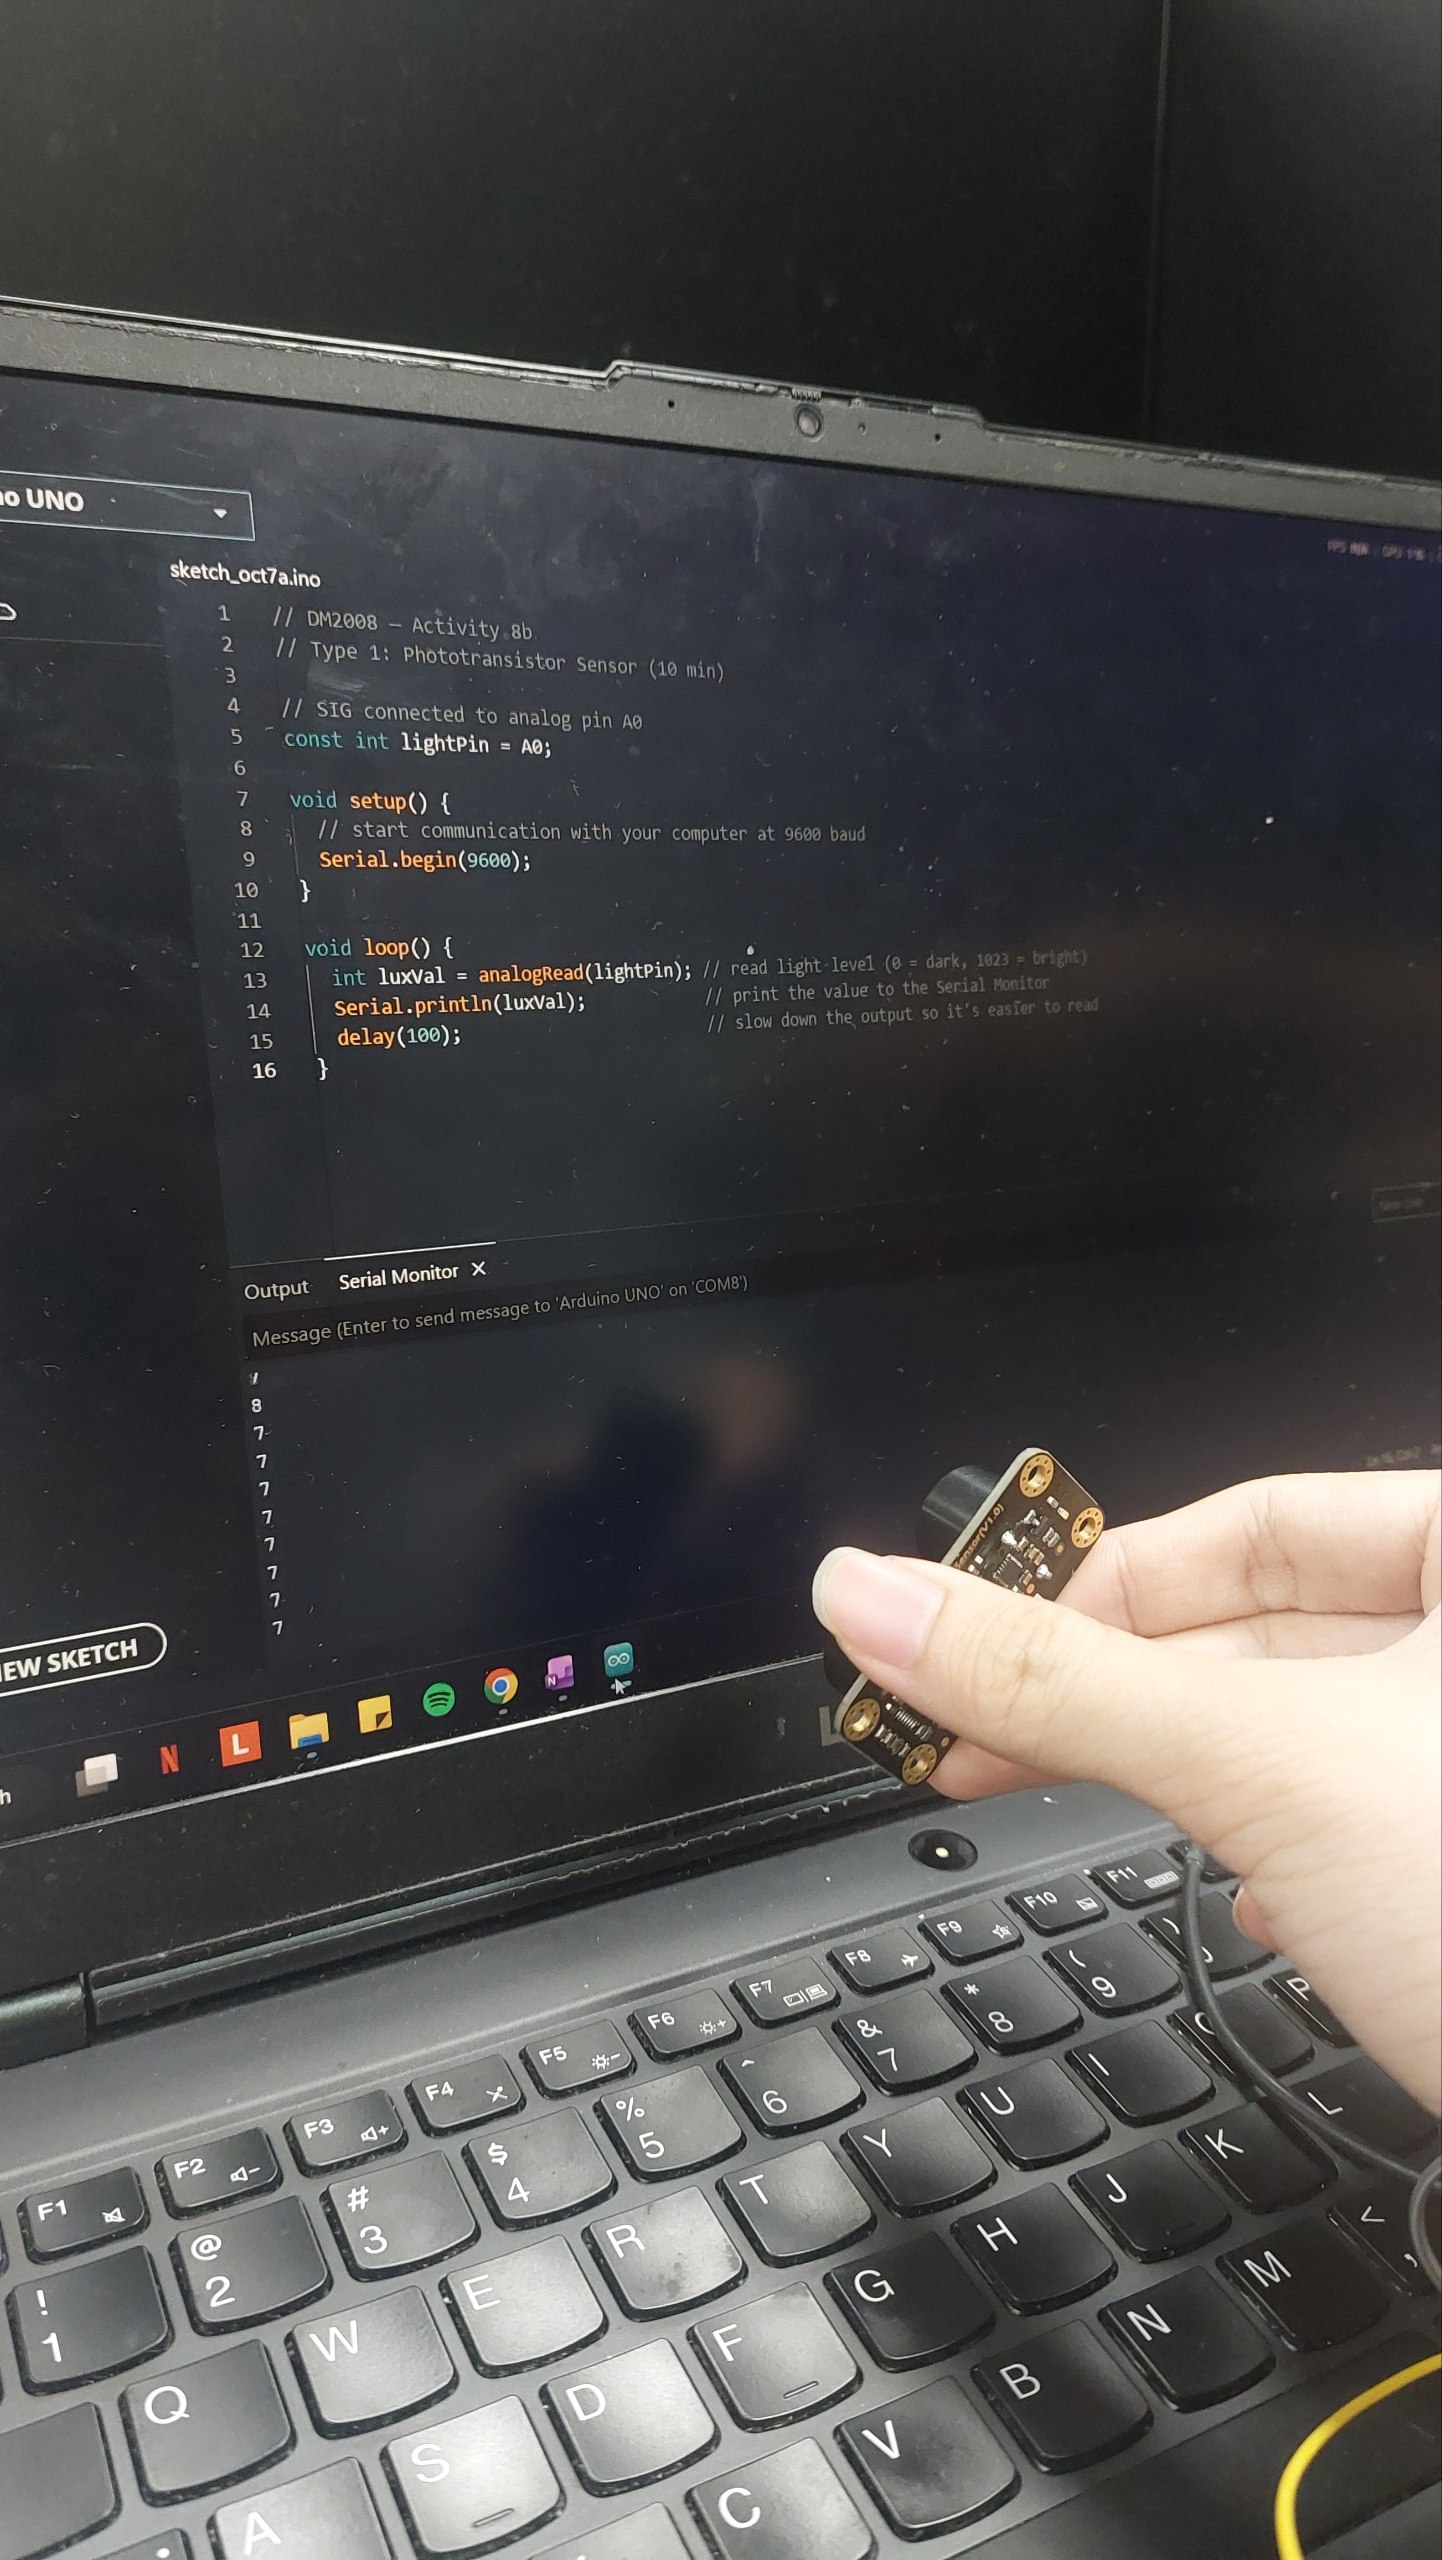 no UNO
sketch_oct7a.ino
1 // DM2008 – Activity 8b
2 // Type 1: Phototransistor Sensor (10 min)
3
4 // SIG connected to analog pin A0
5 const int lightPin = A0;
6
7 void setup() {
8 // start communication with your computer at 9600 baud
9 Serial.begin(9600);
10 }
11
12 void loop() {
13 int luxVal = analogRead(lightPin); // read light level (0 = dark, 1023 = bright)
14 Serial.println(luxVal); // print the value to the Serial Monitor
15 delay(100); // slow down the output so it's easier to read
16 }
Output Serial Monitor X
Message (Enter to send message to 'Arduino UNO' on 'COM8')
8
7
7
7
7
7
7
7
7
EW SKETCH
N L N
h
Sensor(V1.0)
L
F1 F2 F3 F4 F5 F6 F7 F8 F9 F10 F11
! @ # $ % ^ & * ( )
1 2 3 4 5 6 7 8 9
Q W E R T Y U I P
A S D F G H J K L
C V B N M < ,